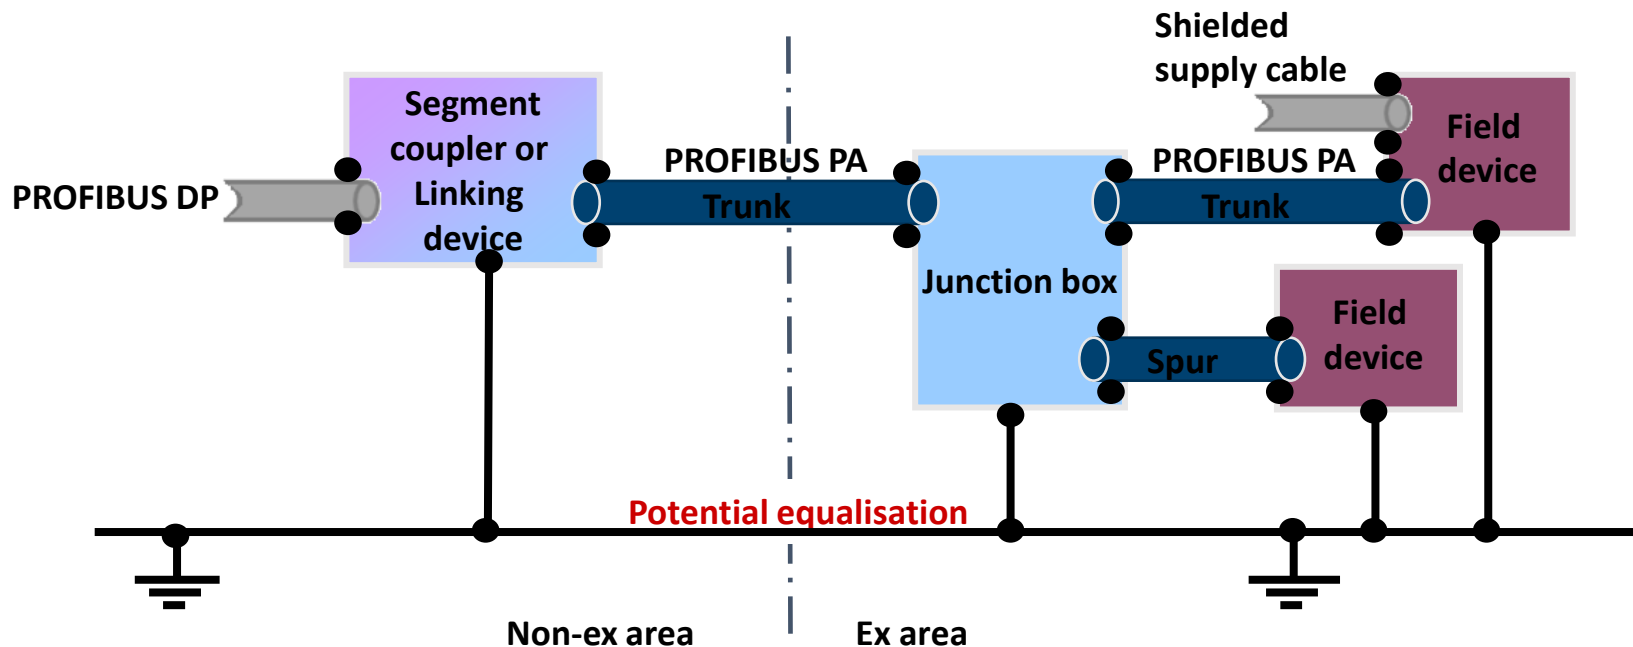 Shielded
supply cable
Segment
coupler or
Linking
device
PROFIBUS DP
PROFIBUS PA
Trunk
PROFIBUS PA
Trunk
Field
device
Junction box
Spur
Field
device
Potential equalisation
Non-ex area
Ex area